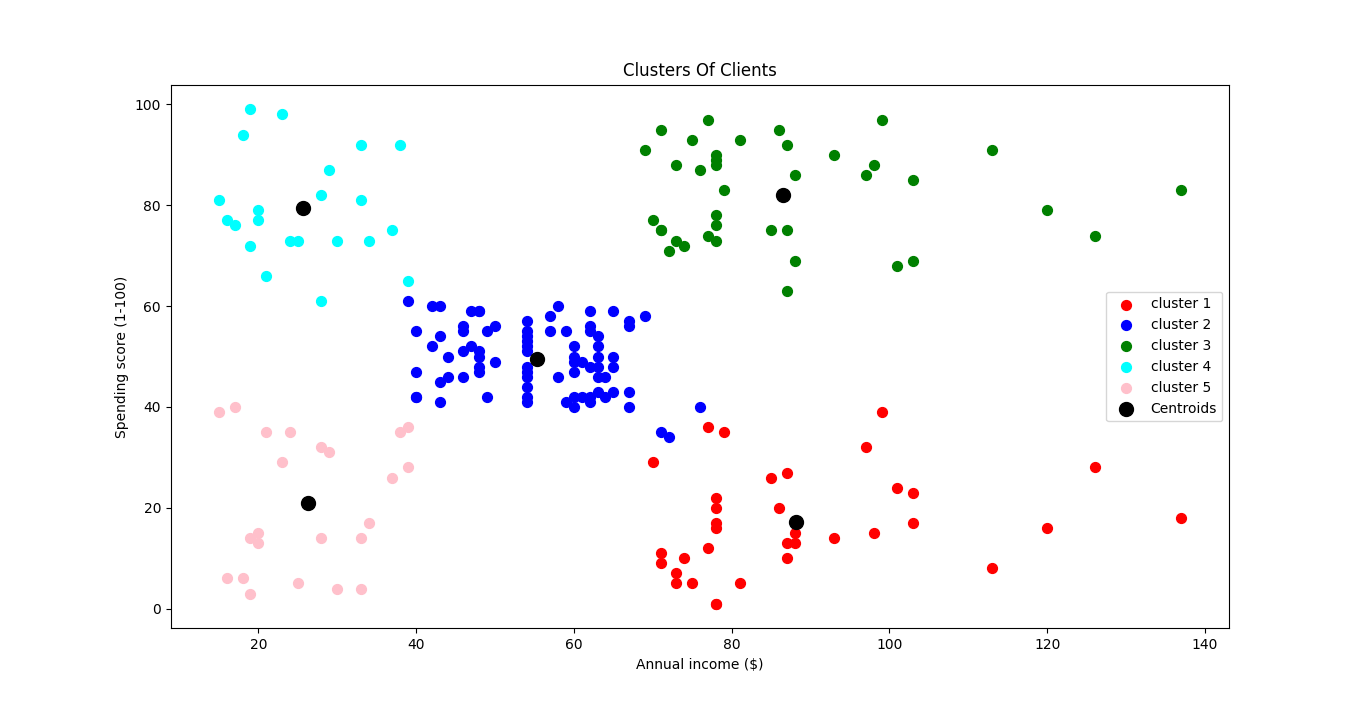 Clusters Of Clients
100
80
60
40
20
0
Spending score (1-100)
cluster 1
cluster 2
cluster 3
cluster 4
cluster 5
Centroids
20 40 60 80 100 120 140
Annual income ($)